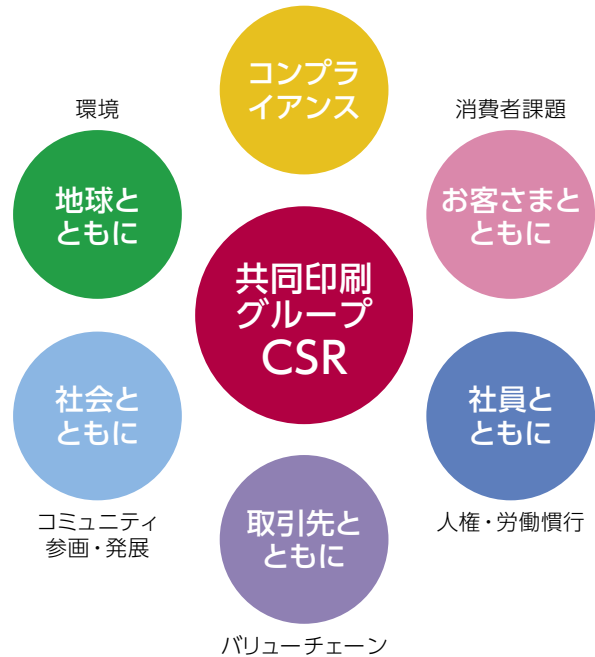 コンプラ
イアンス
環境
地球と
ともに
消費者課題
お客さまと
ともに
共同印刷
グループ
CSR
社会と
ともに
コミュニティ
参画・発展
社員と
ともに
人権・労働慣行
取引先と
ともに
バリューチェーン